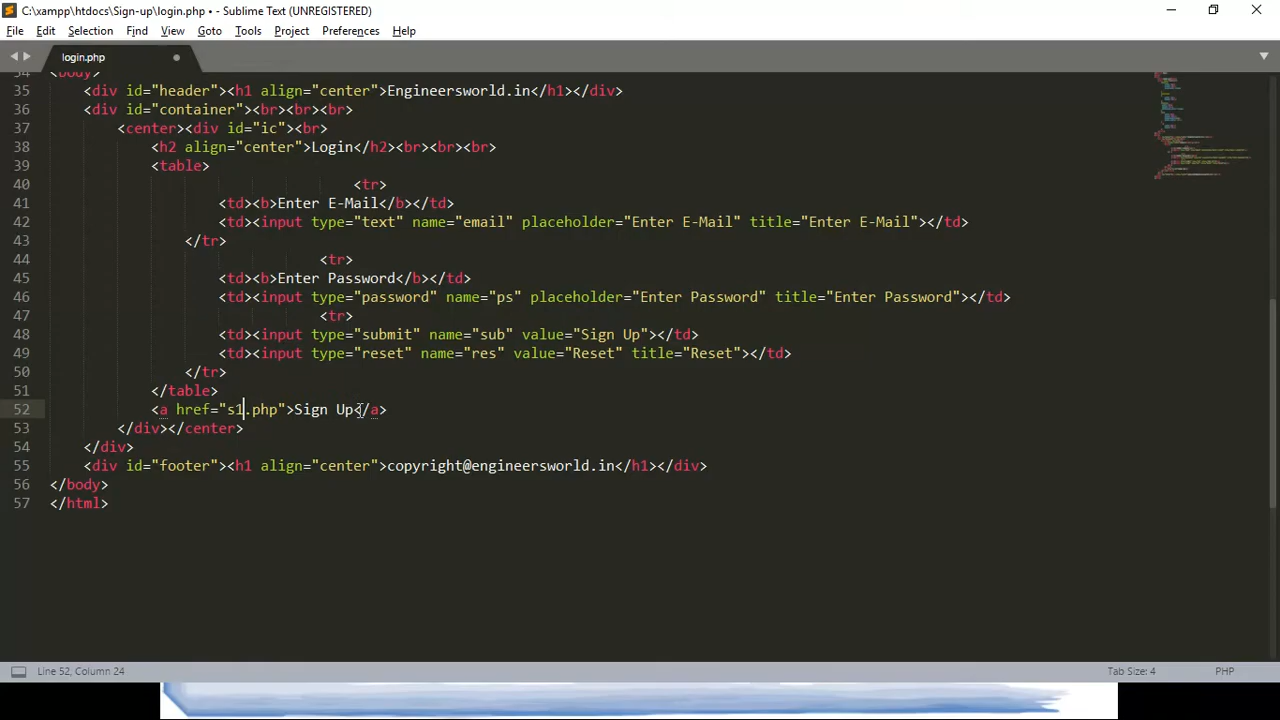 C:\xampp\htdocs\Sign-up\login.php • - Sublime Text (UNREGISTERED)
File Edit Selection Find View Goto Tools Project Preferences Help
login.php
34 <body>
35 <div id="header"><h1 align="center">Engineersworld.in</h1></div>
36 <div id="container"><br><br><br>
37 <center><div id="ic"><br>
38 <h2 align="center">Login</h2><br><br><br>
39 <table>
40 <tr>
41 <td><b>Enter E-Mail</b></td>
42 <td><input type="text" name="email" placeholder="Enter E-Mail" title="Enter E-Mail"></td>
43 </tr>
44 <tr>
45 <td><b>Enter Password</b></td>
46 <td><input type="password" name="ps" placeholder="Enter Password" title="Enter Password"></td>
47 <tr>
48 <td><input type="submit" name="sub" value="Sign Up"></td>
49 <td><input type="reset" name="res" value="Reset" title="Reset"></td>
50 </tr>
51 </table>
52 <a href="s1.php">Sign Up</a>
53 </div></center>
54 </div>
55 <div id="footer"><h1 align="center">copyright@engineersworld.in</h1></div>
56 </body>
57 </html>
Line 52, Column 24 Tab Size: 4 PHP